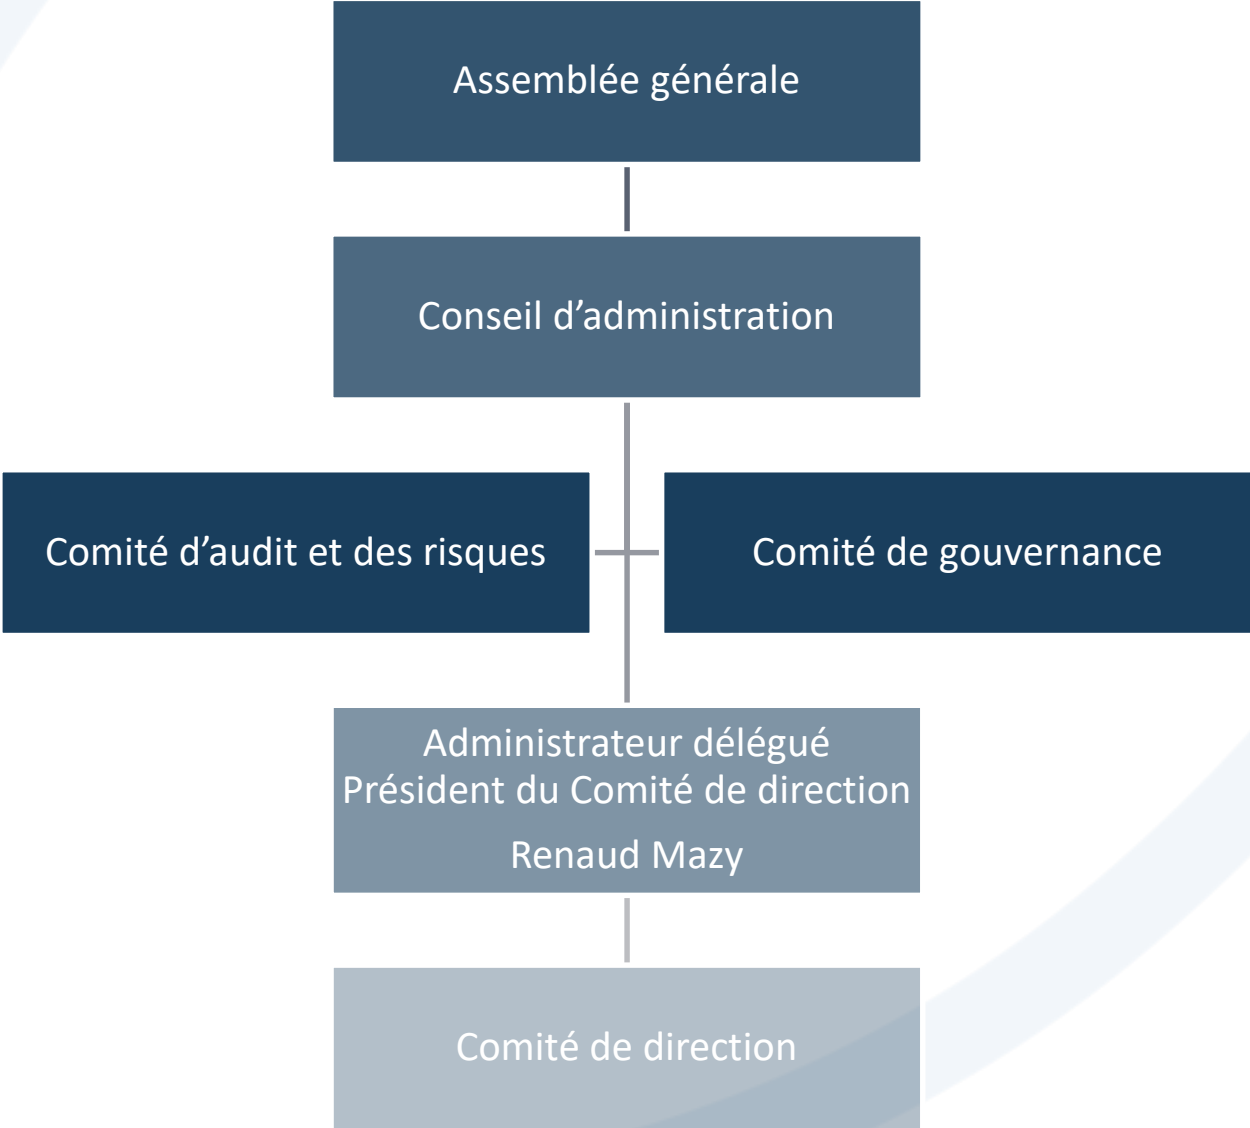 Assemblée générale
Conseil d’administration
Comité d’audit et des risques
Comité de gouvernance
Administrateur délégué
Président du Comité de direction
Renaud Mazy
Comité de direction